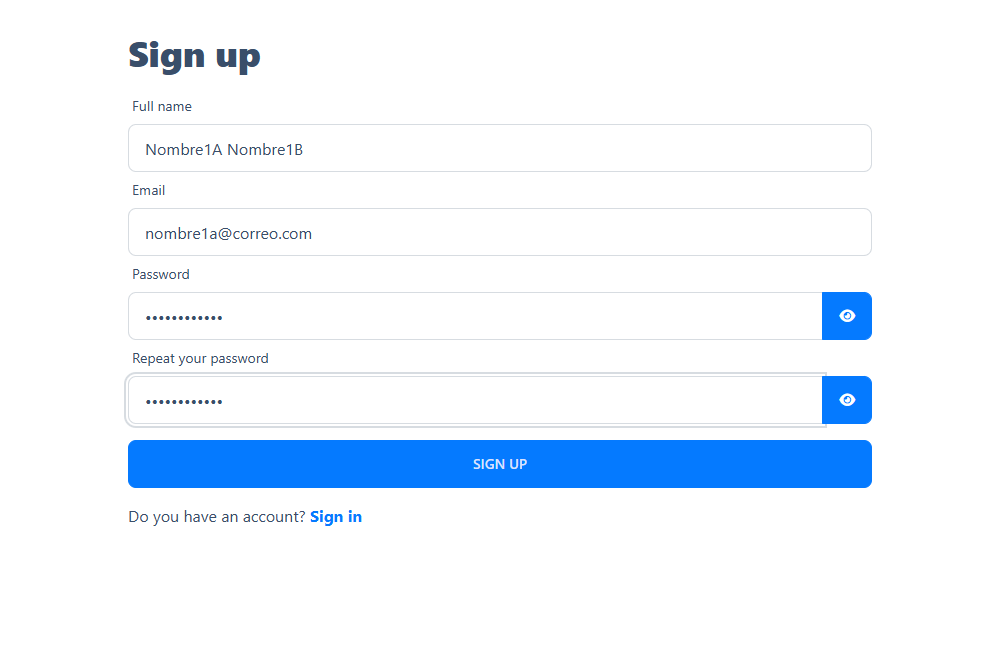 Sign up
Full name
Nombre1A Nombre1B
Email
nombre1a@correo.com
Password
••••••••••••
Repeat your password
••••••••••••
SIGN UP
Do you have an account? Sign in